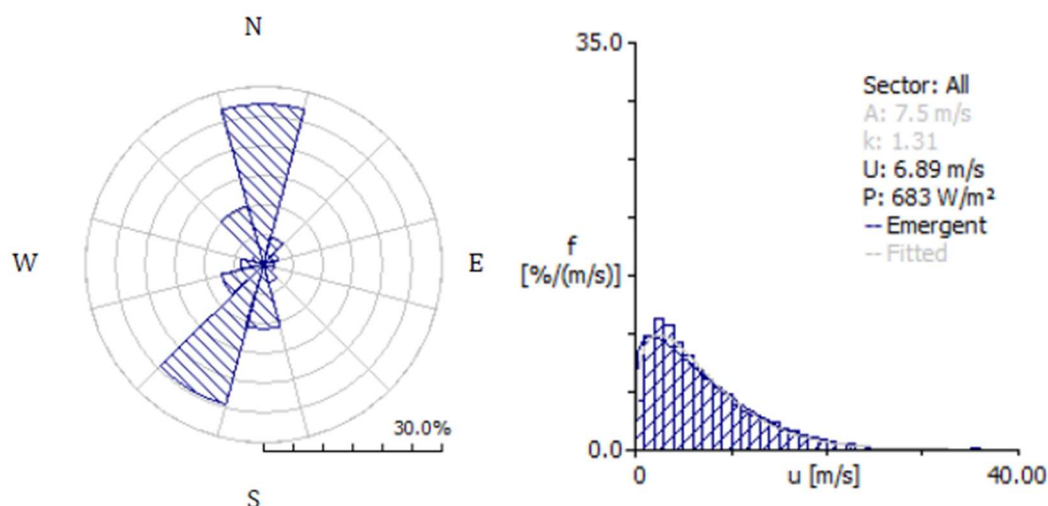 N
W
E
S
30.0%
35.0
f
[%/(m/s)]
0.0
0
u [m/s]
40.00
Sector: All
A: 7.5 m/s
k: 1.31
U: 6.89 m/s
P: 683 W/m²
-- Emergent
-- Fitted